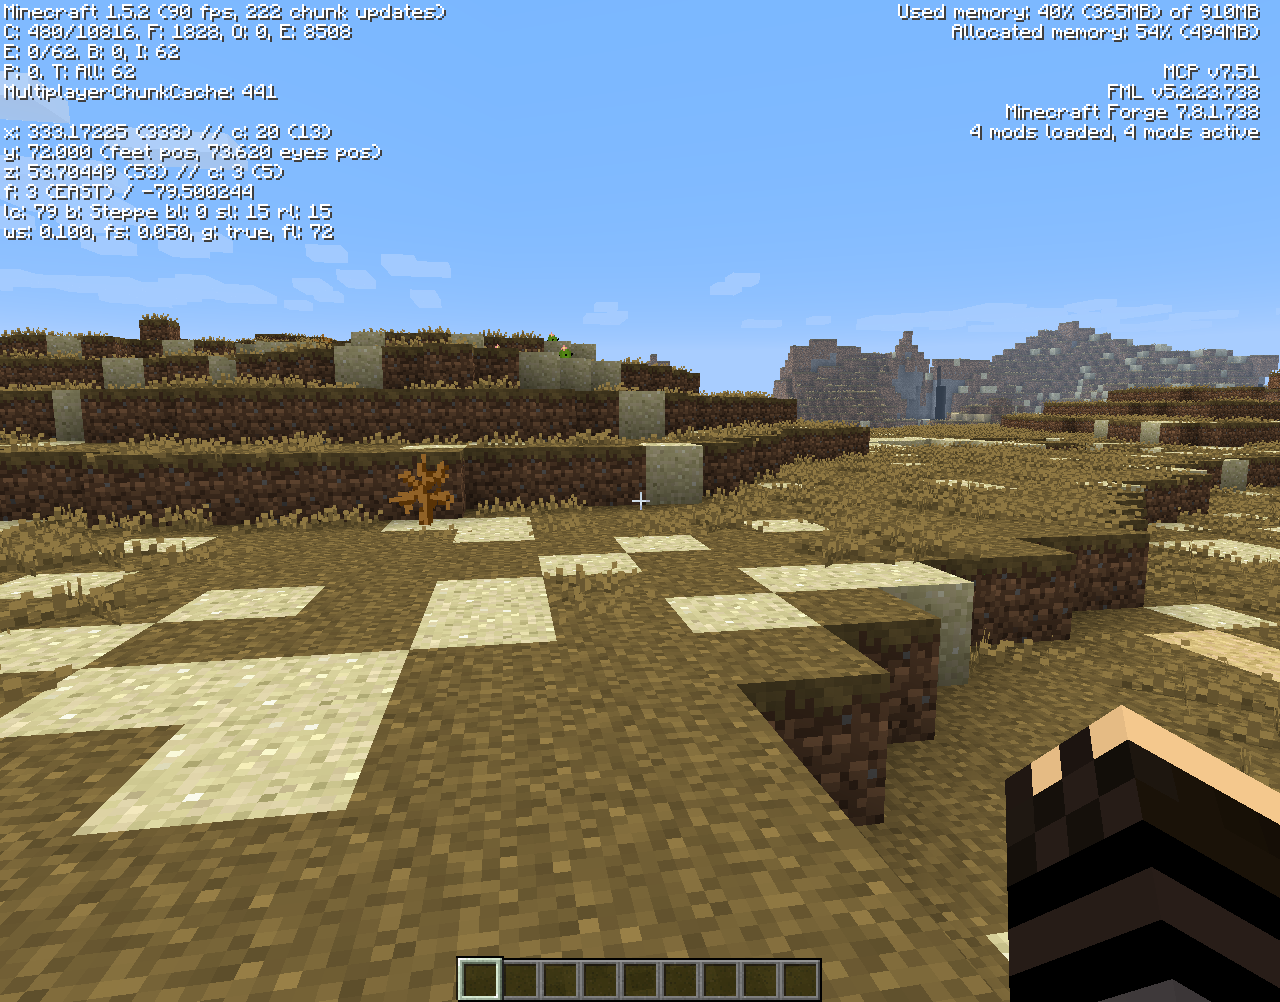 Minecraft 1.5.2 (90 fps, 222 chunk updates)
C: 480/10816. F: 1828, O: 0, E: 8508
E: 0/62. B: 0, I: 62
P: 0. T: All: 62
MultiplayerChunkCache: 441
x: 333.17225 (333) // c: 20 (13)
y: 72.000 (feet pos, 73.620 eyes pos)
z: 53.70449 (53) // c: 3 (5)
f: 3 (EAST) / -79.500244
lc: 79 b: Steppe bl: 0 sl: 15 rl: 15
ws: 0.100, fs: 0.050, g: true, fl: 72
Used memory: 40% (365MB) of 910MB
Allocated memory: 54% (494MB)
MCP v7.51
FML v5.2.23.738
Minecraft Forge 7.8.1.738
4 mods loaded, 4 mods active